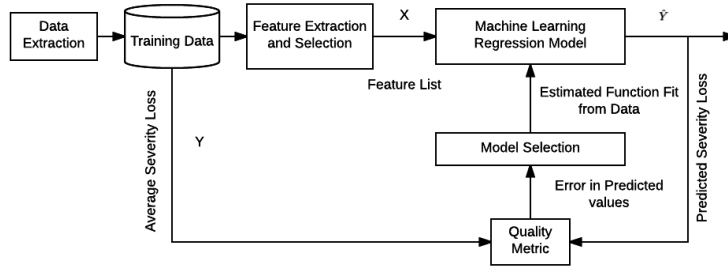 Data
Extraction
Training Data
Feature Extraction
and Selection
X
Feature List
Machine Learning
Regression Model
Ŷ
Estimated Function Fit
from Data
Average Severity Loss
Y
Model Selection
Predicted Severity Loss
Error in Predicted
values
Quality
Metric